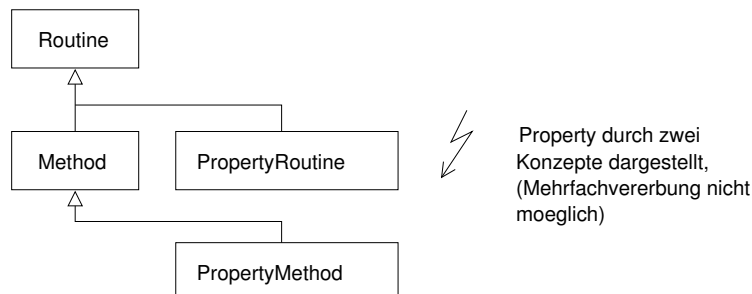 Routine
Method
PropertyRoutine
PropertyMethod
Property durch zwei
Konzepte dargestellt,
(Mehrfachvererbung nicht
moeglich)